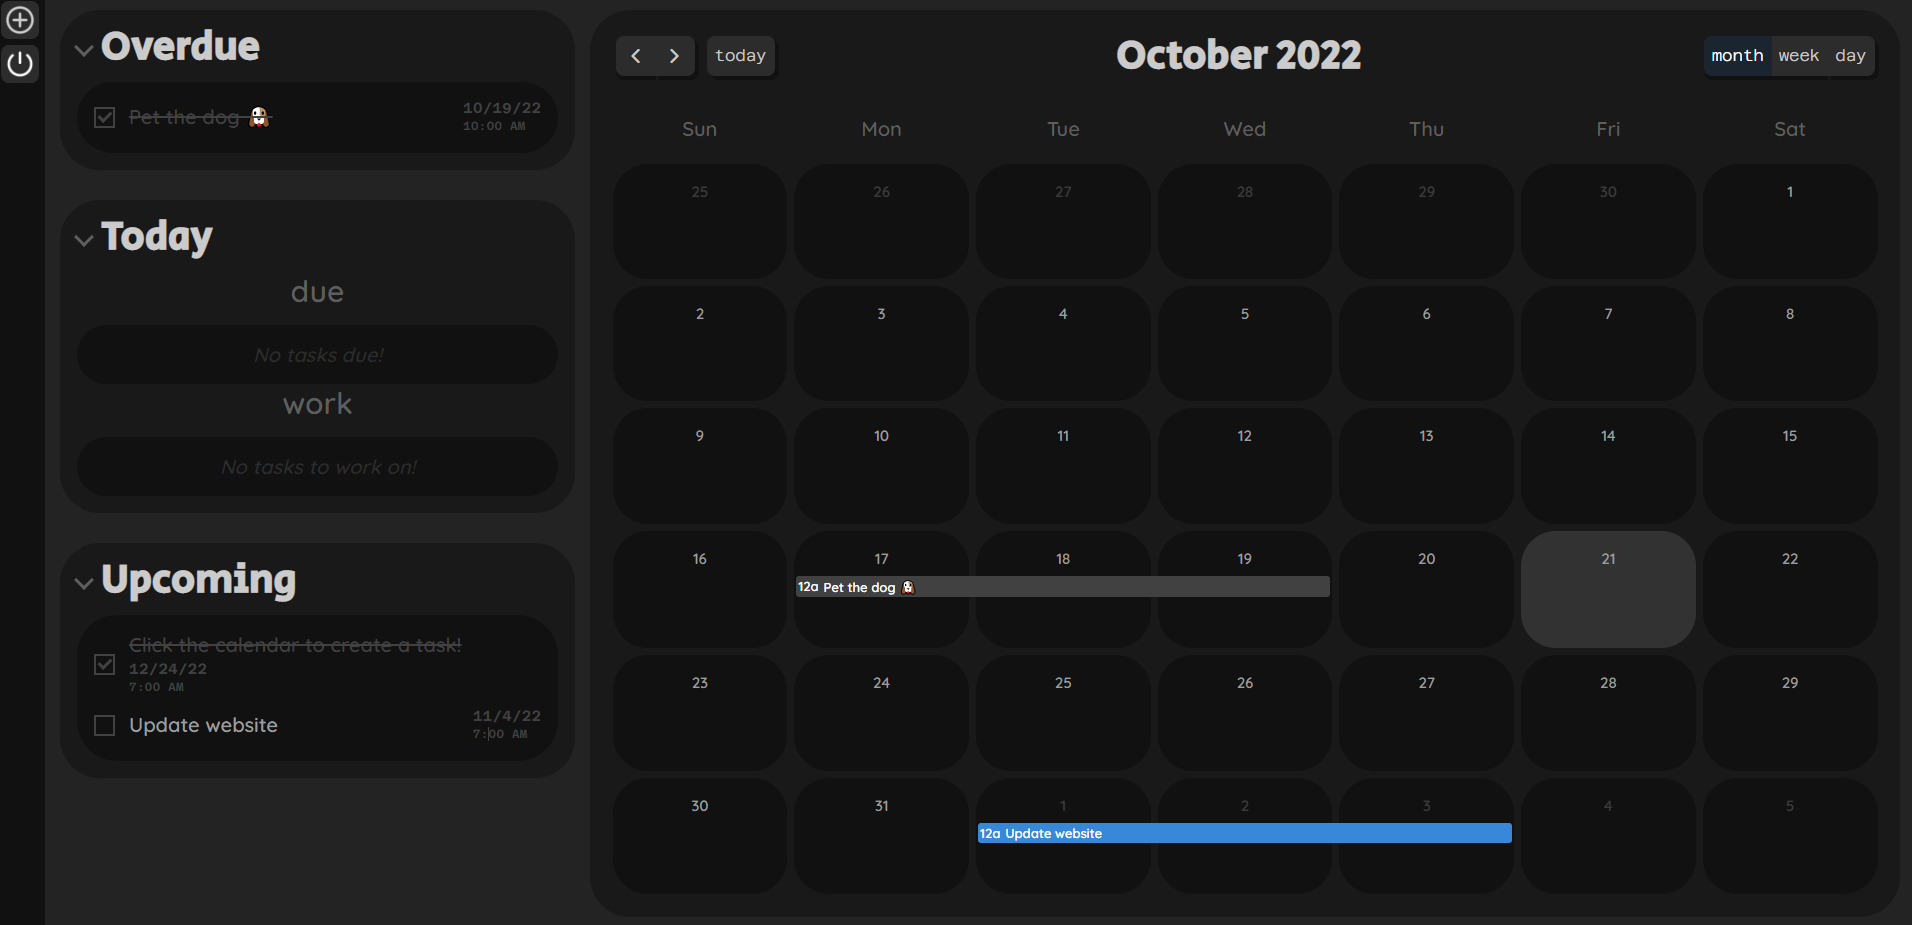 Overdue
Pet the dog 🐶
10/19/22
10:00 AM
Today
due
No tasks due!
work
No tasks to work on!
Upcoming
Click the calendar to create a task!
12/24/22
7:00 AM
Update website
11/4/22
7:00 AM
today
October 2022
month week day
Sun Mon Tue Wed Thu Fri Sat
25 26 27 28 29 30 1
2 3 4 5 6 7 8
9 10 11 12 13 14 15
16 17 18 19 20 21 22
12a Pet the dog 🐶
23 24 25 26 27 28 29
30 31 1 2 3 4 5
12a Update website